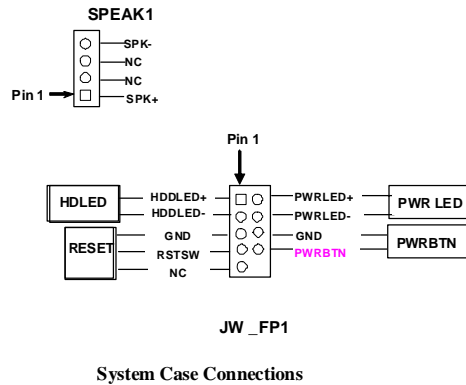 SPEAK1
SPK-
NC
NC
Pin 1
SPK+
Pin 1
HDLED
HDDLED+
PWRLED+
PWR LED
HDDLED-
PWRLED-
RESET
GND
GND
PWRBTN
RSTSW
PWRBTN
NC
JW _FP1
System Case Connections